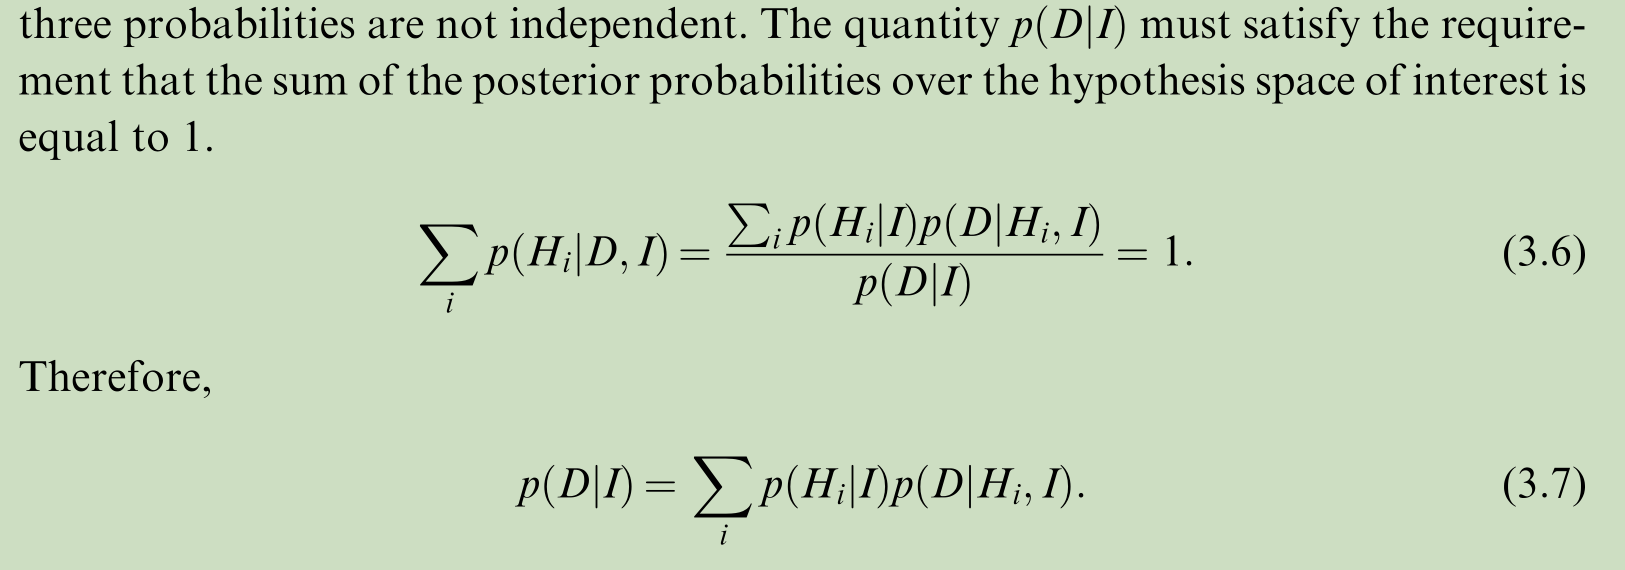 three probabilities are not independent. The quantity p(D|I) must satisfy the require-
ment that the sum of the posterior probabilities over the hypothesis space of interest is
equal to 1.
∑_i p(H_i|D, I) = ∑_i p(H_i|I)p(D|H_i, I) / p(D|I) = 1. (3.6)
Therefore,
p(D|I) = ∑_i p(H_i|I)p(D|H_i, I). (3.7)